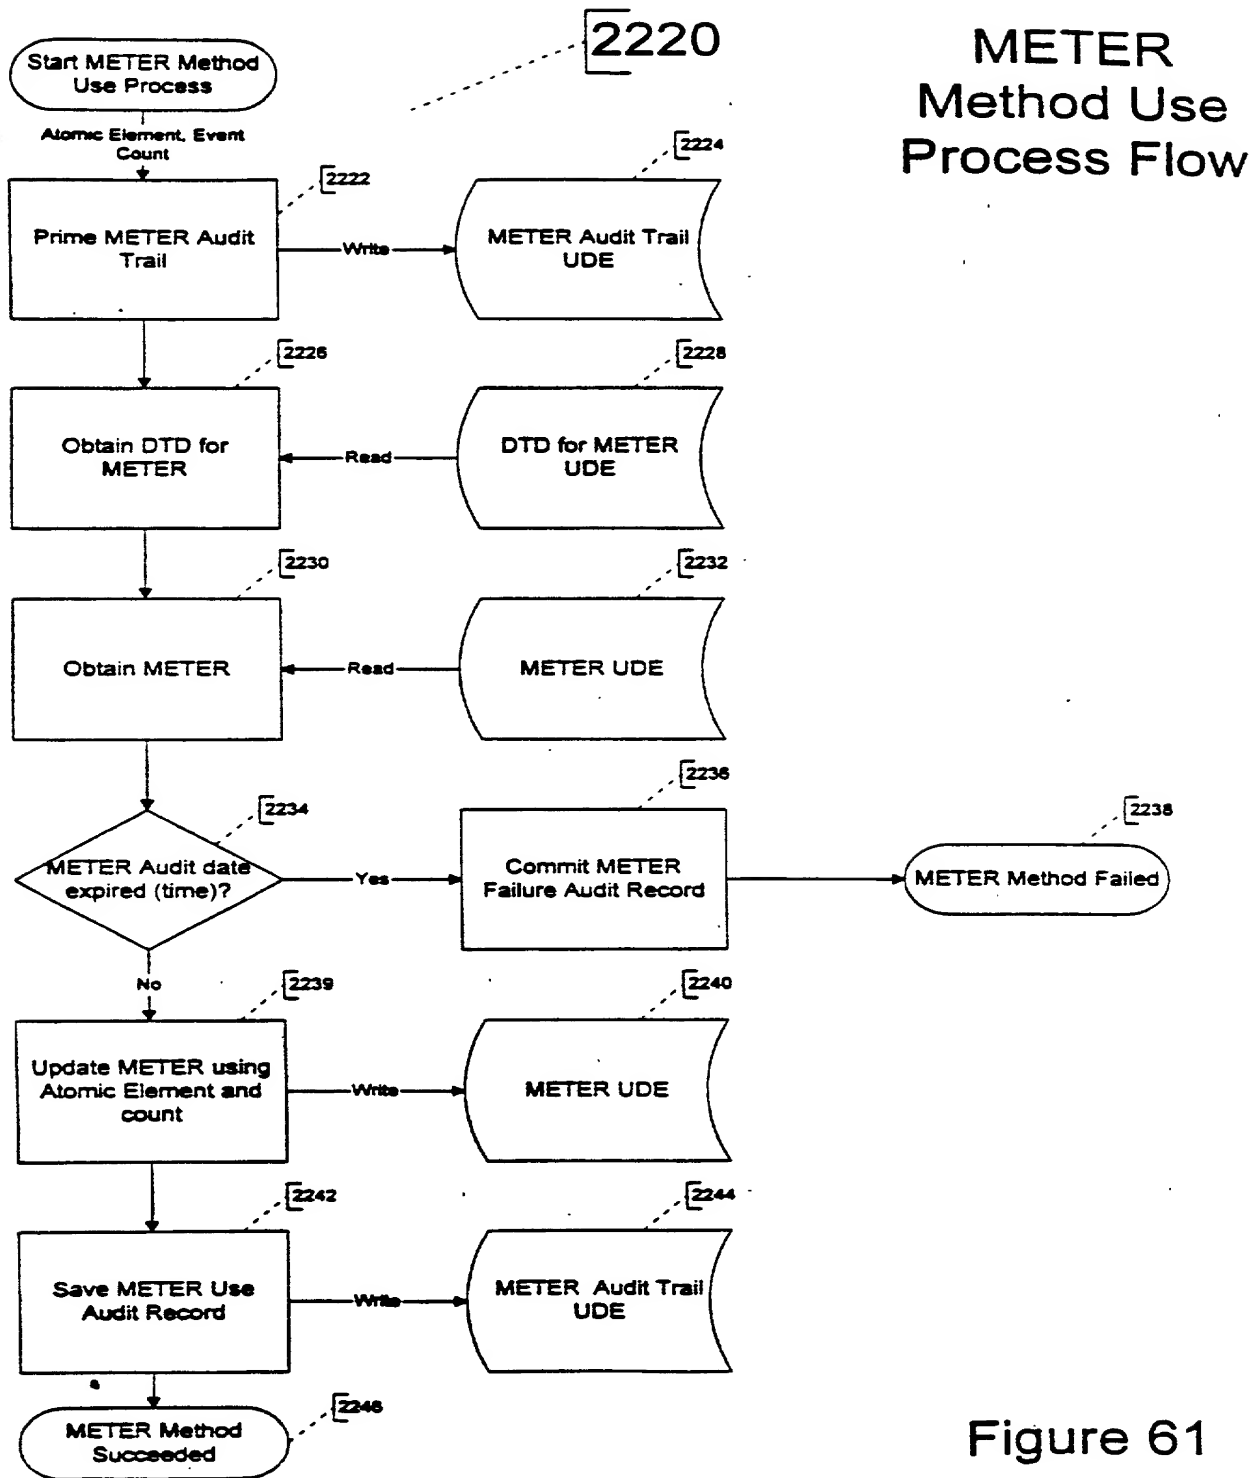 2220
METER
Method Use
Process Flow
Start METER Method
Use Process
Atomic Element, Event
Count
2222
2224
Prime METER Audit
Trail
Write
METER Audit Trail
UDE
2226
2228
Obtain DTD for
METER
Read
DTD for METER
UDE
2230
2232
Obtain METER
Read
METER UDE
2234
2236
2238
METER Audit date
expired (time)?
Yes
Commit METER
Failure Audit Record
METER Method Failed
No
2239
2240
Update METER using
Atomic Element and
count
Write
METER UDE
2242
2244
Save METER Use
Audit Record
Write
METER Audit Trail
UDE
2246
METER Method
Succeeded
Figure 61